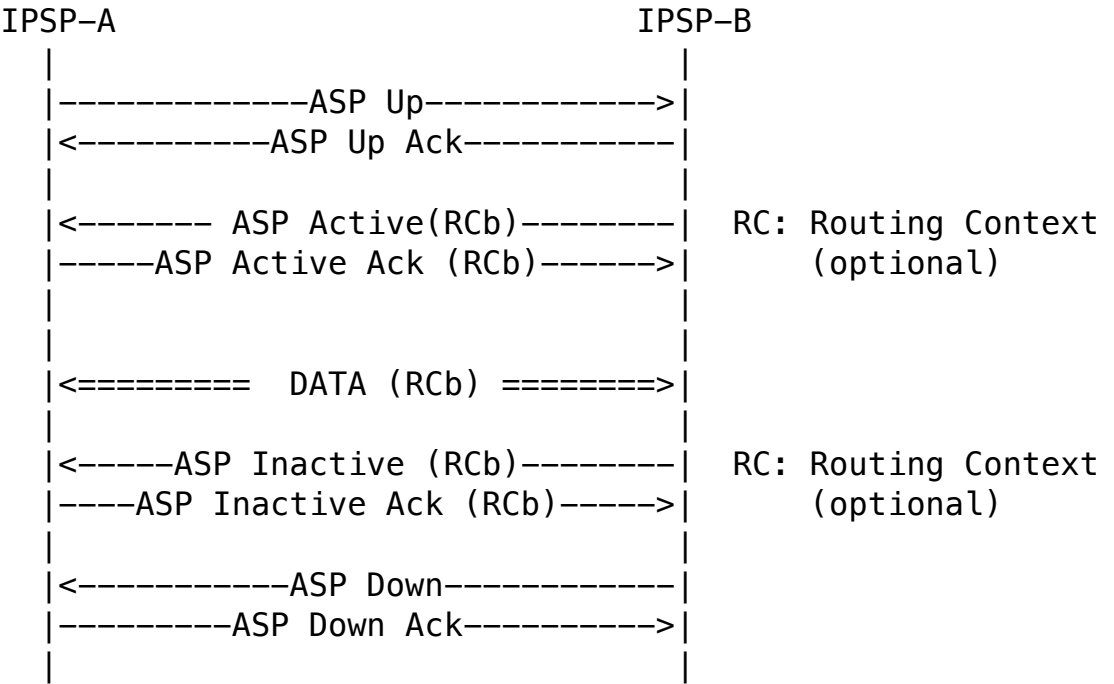 IPSP-A                           IPSP-B
  |                                |
  |-------------ASP Up------------>|
  |<----------ASP Up Ack-----------|
  |                                |
  |<------- ASP Active(RCb)--------|  RC: Routing Context
  |-----ASP Active Ack (RCb)------>|      (optional)
  |                                |
  |                                |
  |<=========  DATA (RCb) ========>|
  |                                |
  |<-----ASP Inactive (RCb)--------|  RC: Routing Context
  |----ASP Inactive Ack (RCb)----->|      (optional)
  |                                |
  |<-----------ASP Down------------|
  |---------ASP Down Ack---------->|
  |                                |